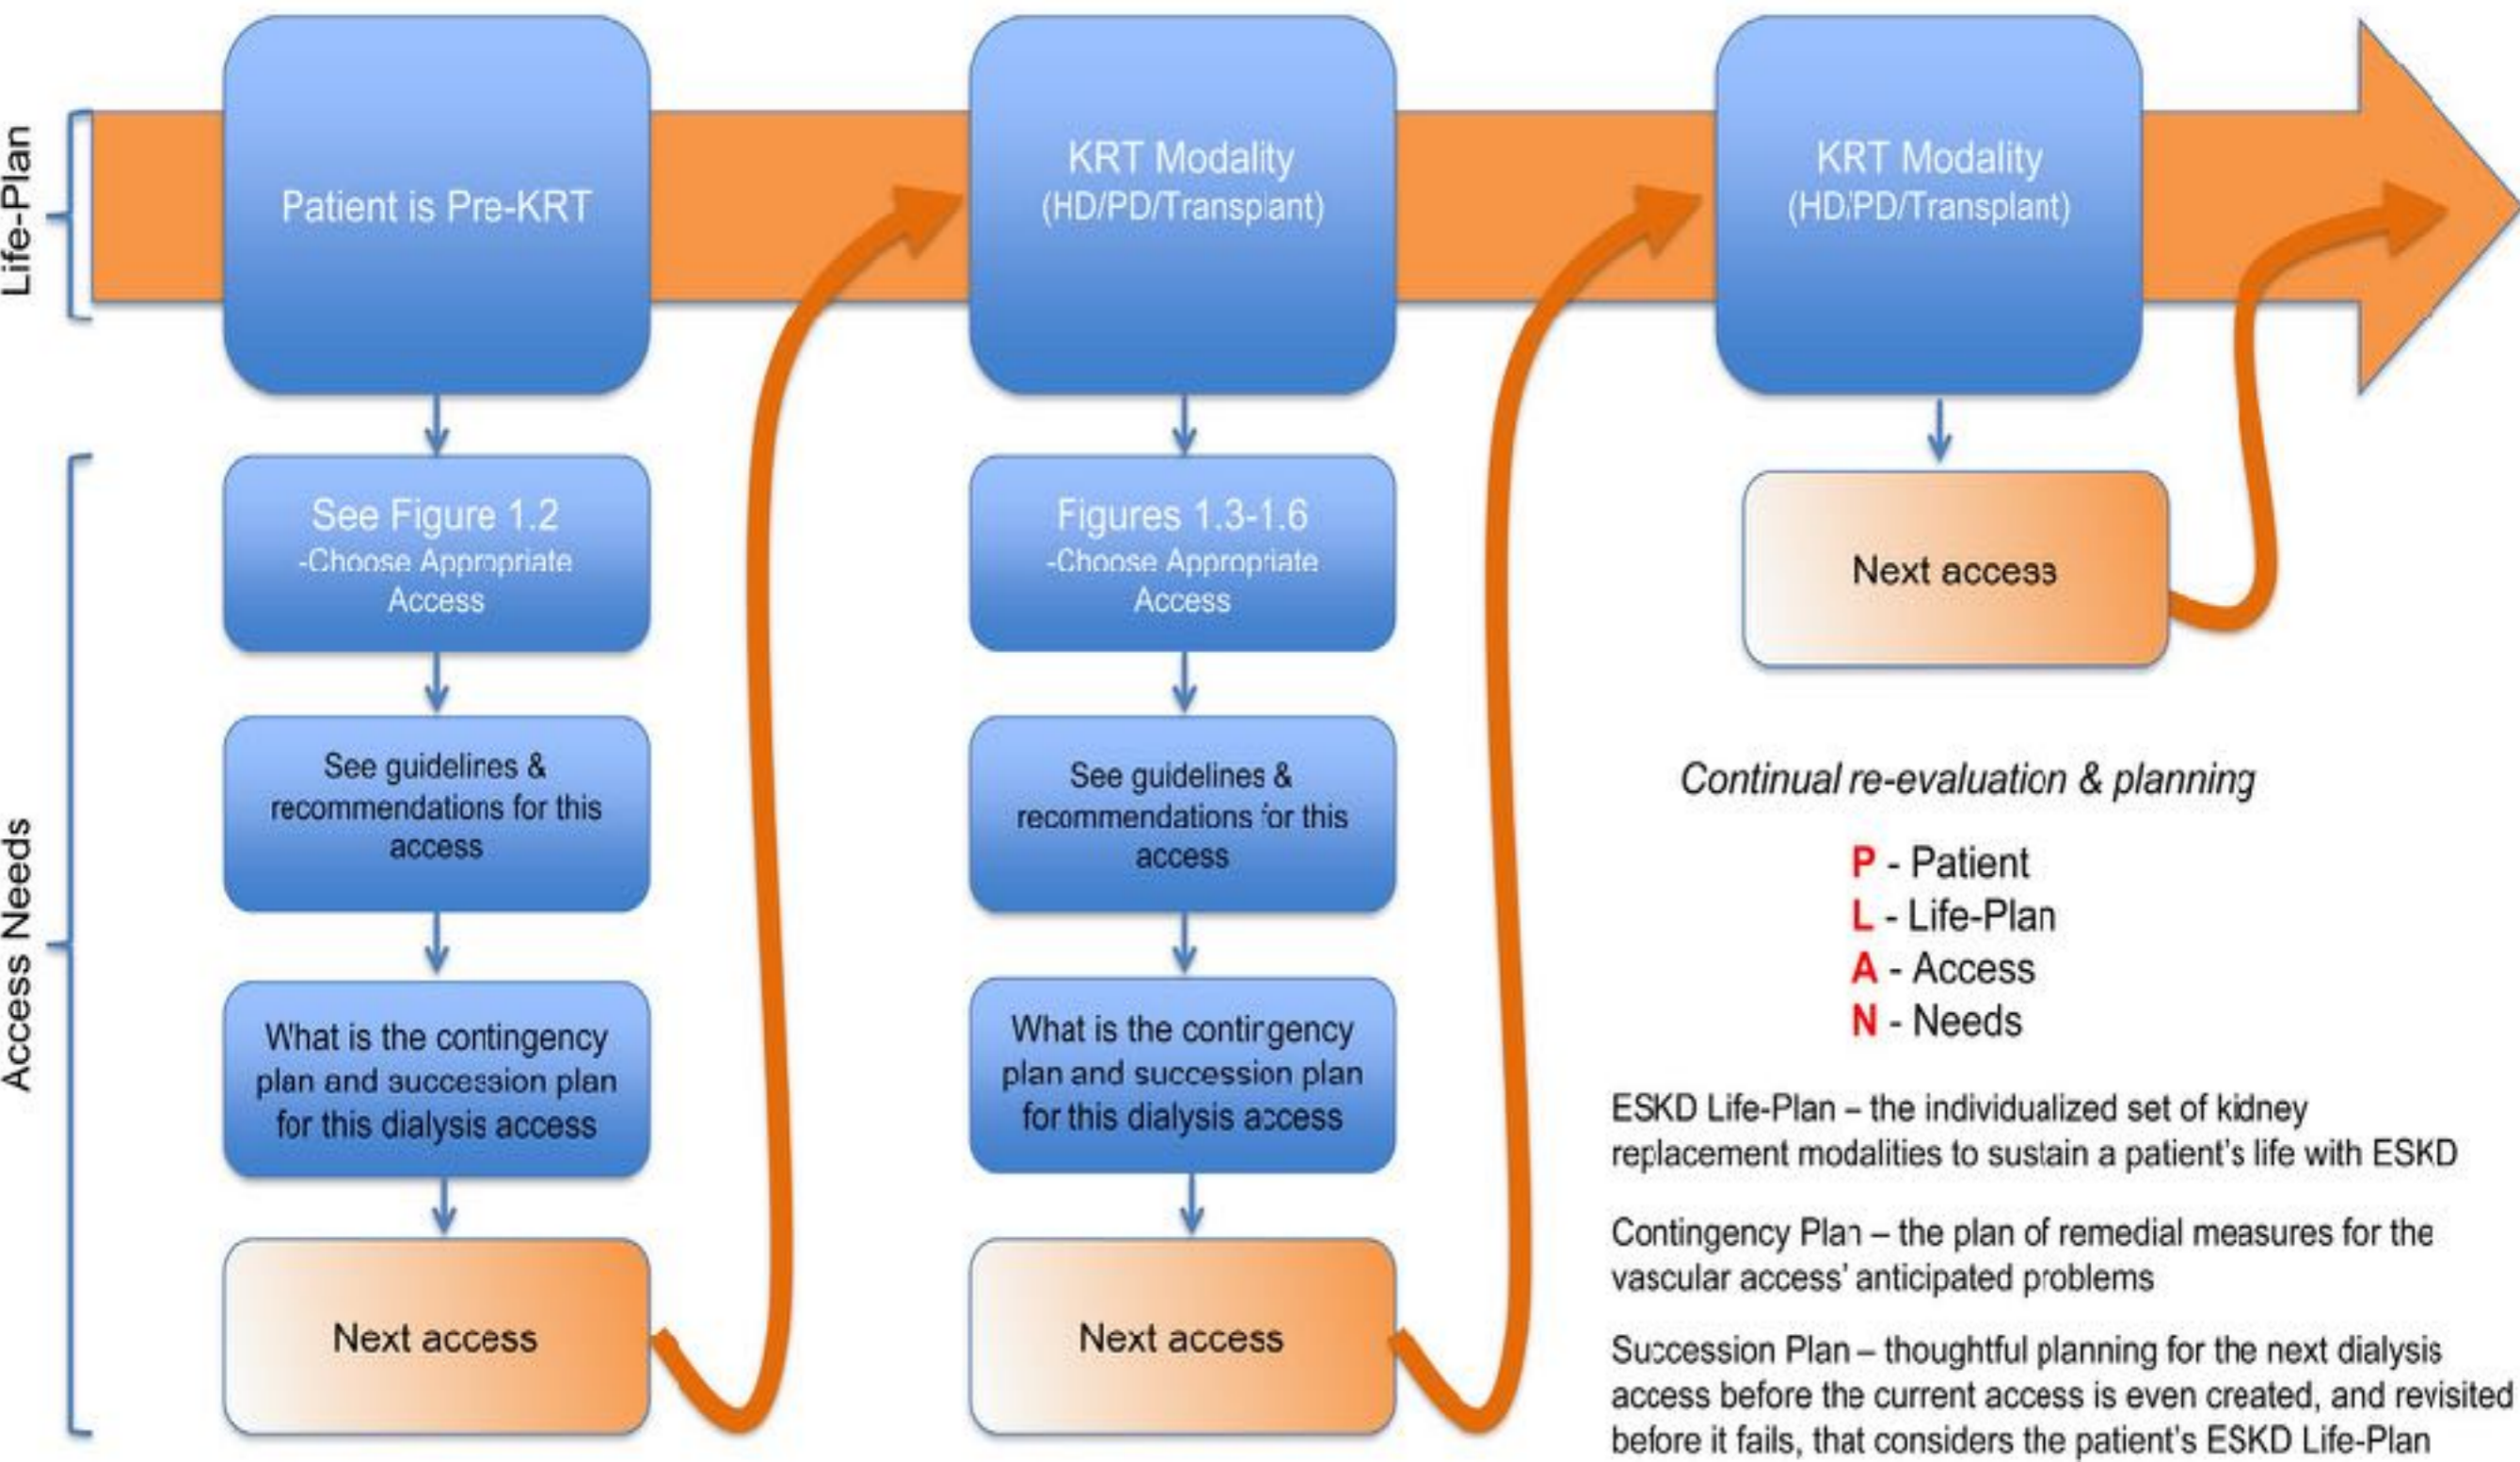 Life-Plan
Patient is Pre-KRT
KRT Modality
(HD/PD/Transplant)
KRT Modality
(HD/PD/Transplant)
Access Needs
See Figure 1.2
-Choose Appropriate
Access
See guidelines &
recommendations for this
access
What is the contingency
plan and succession plan
for this dialysis access
Next access
Figures 1.3-1.6
-Choose Appropriate
Access
See guidelines &
recommendations for this
access
What is the contingency
plan and succession plan
for this dialysis access
Next access
Next access
Continual re-evaluation & planning
P - Patient
L - Life-Plan
A - Access
N - Needs
ESKD Life-Plan – the individualized set of kidney
replacement modalities to sustain a patient's life with ESKD
Contingency Plan – the plan of remedial measures for the
vascular access' anticipated problems
Succession Plan – thoughtful planning for the next dialysis
access before the current access is even created, and revisited
before it fails, that considers the patient's ESKD Life-Plan